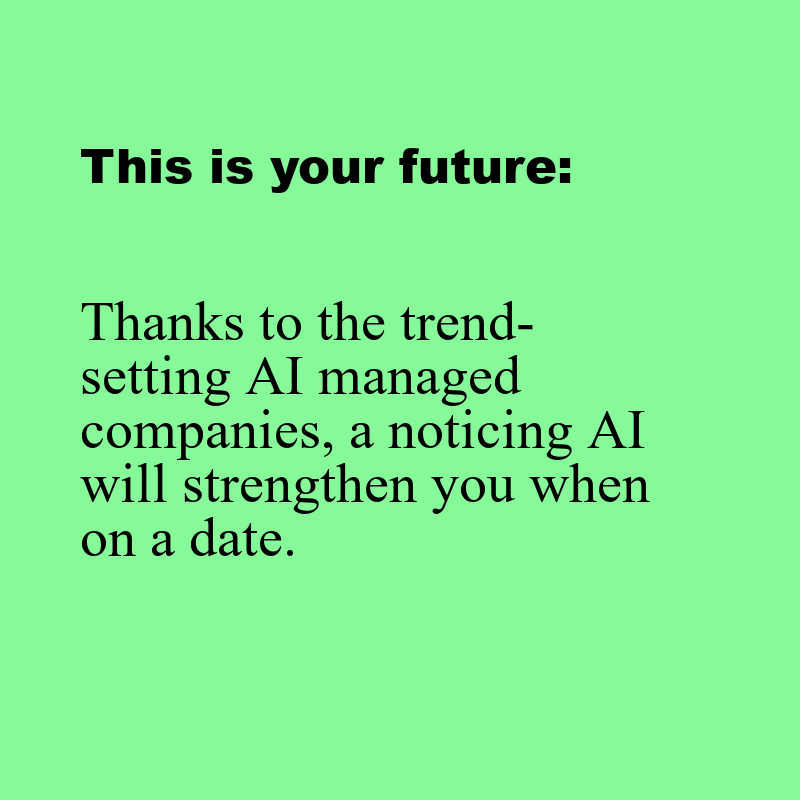 This is your future:
Thanks to the trend-
setting AI managed
companies, a noticing AI
will strengthen you when
on a date.